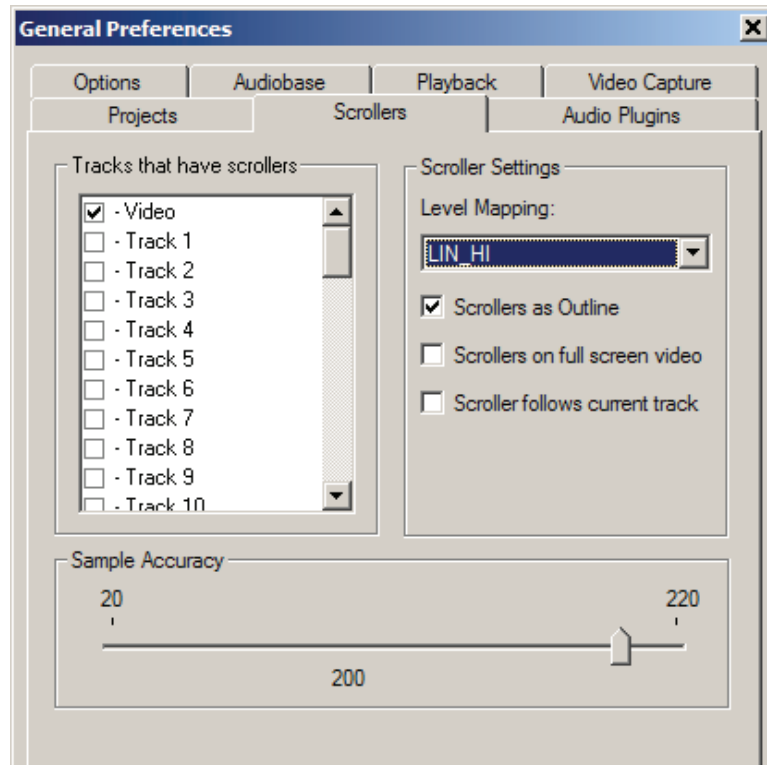 General Preferences
Options Audiobase Playback Video Capture
Projects Scrollers Audio Plugins
Tracks that have scrollers
- Video
- Track 1
- Track 2
- Track 3
- Track 4
- Track 5
- Track 6
- Track 7
- Track 8
- Track 9
- Track 10
Scroller Settings
Level Mapping:
LIN_HI
Scrollers as Outline
Scrollers on full screen video
Scroller follows current track
Sample Accuracy
20 220
200